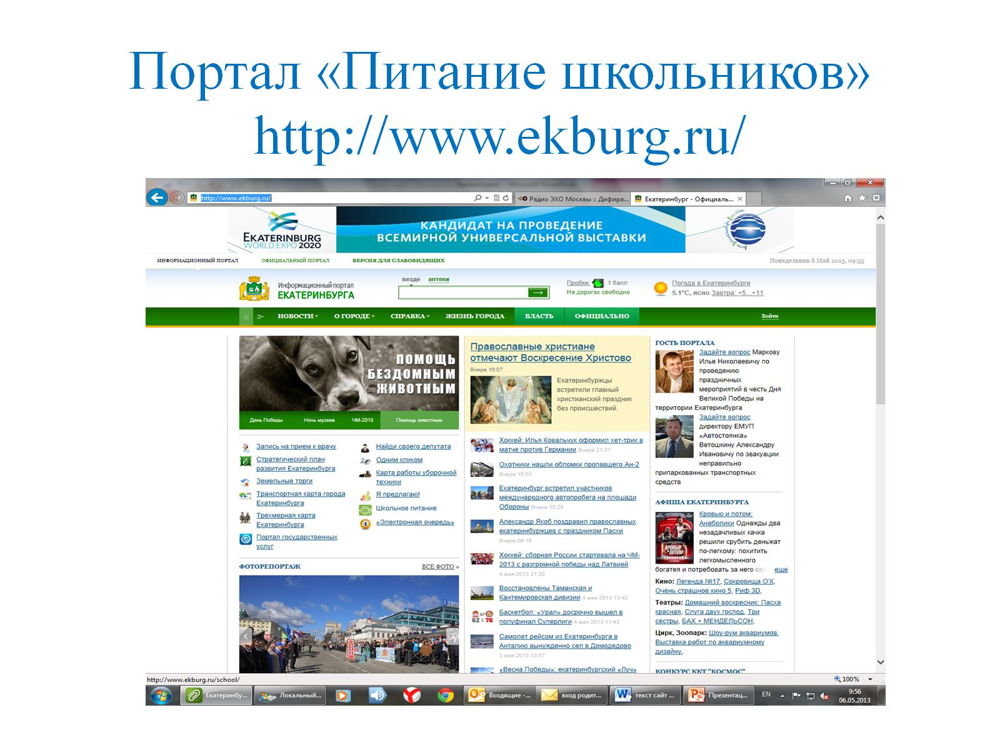 Портал «Питание школьников»
http://www.ekburg.ru/
http://www.ekburg.ru/
Радио ЭХО Москвы :: Дифира...
Екатеринбург - Официаль...
EKATERINBURG
WORLD EXPO 2020
КАНДИДАТ НА ПРОВЕДЕНИЕ
ВСЕМИРНОЙ УНИВЕРСАЛЬНОЙ ВЫСТАВКИ
ИНФОРМАЦИОННЫЙ ПОРТАЛ
ОФИЦИАЛЬНЫЙ ПОРТАЛ
ВЕРСИЯ ДЛЯ СЛАБОВИДЯЩИХ
Понедельник 6 Май 2013, 09:55
Информационный портал
ЕКАТЕРИНБУРГА
везде аптеки
Пробки: 1 балл
На дорогах свободно
Погода в Екатеринбурге
5.1°C, ясно Завтра: +5...+11
НОВОСТИ О ГОРОДЕ СПРАВКА ЖИЗНЬ ГОРОДА ВЛАСТЬ ОФИЦИАЛЬНО Войти
ПОМОЩЬ
БЕЗДОМНЫМ
ЖИВОТНЫМ
День Победы Ночь музеев ЧМ-2018 Помощь животным
Запись на прием к врачу
Стратегический план
развития Екатеринбурга
Земельные торги
Транспортная карта города
Екатеринбурга
Трехмерная карта
Екатеринбурга
Портал государственных
услуг
Найди своего депутата
Одним кликом
Карта работы уборочной
техники
Я предлагаю!
Школьное питание
«Электронная очередь»
ФОТОРЕПОРТАЖ ВСЕ ФОТО
Православные христиане
отмечают Воскресение Христово
Вчера 16:07
Екатеринбуржцы
встретили главный
христианский праздник
без происшествий.
Хоккей: Илья Ковальчук оформил хет-трик в
матче против Германии Вчера 21:27
Охотники нашли обломки пропавшего Ан-2
Вчера 15:53
Екатеринбург встретил участников
международного автопробега на площади
Обороны Вчера 15:25
Александр Якоб поздравил православных
екатеринбуржцев с праздником Пасхи
Вчера 09:16
Хоккей: сборная России стартовала на ЧМ-
2013 с разгромной победы над Латвией
4 мая 2013 21:20
Восстановлены Таманская и
Кантемировская дивизии 4 мая 2013 13:42
62 : 76
Баскетбол: «Урал» досрочно вышел в
полуфинал Суперлиги 4 мая 2013 11:43
Самолет рейсом из Екатеринбурга в
Анталию вынужденно сел в Домодедово
3 мая 2013 13:57
«Весна Победы»: екатеринбургский «Луч»
ГОСТЬ ПОРТАЛА
Задайте вопрос Маркову
Илье Николаевичу по
проведению
праздничных
мероприятий в честь Дня
Великой Победы на
территории Екатеринбурга
Задайте вопрос
директору ЕМУП
«Автостоянка»
Ветошкину Александру
Ивановичу по эвакуации
неправильно
припаркованных транспортных
средств
АФИША ЕКАТЕРИНБУРГА
КРОВЬЮ И ПОТОМ
Кровью и потом:
Анаболики Однажды два
незадачливых качка
решили срубить деньжат
по-легкому: похитить
легкомысленного
богатея и потребовать за него еще
Кино: Легенда №17, Сокровища О'К,
Очень страшное кино 5, Риф 3D,
Театры: Домашний воскресник: Пасха
красная, Слуга двух господ, Три
сестры, БАХ + МЕНДЕЛЬСОН,
Цирк, Зоопарк: Шоу-рум аквариумов.
Выставка работ по аквариумному
дизайну,
КОНКУРС ККТ "КОСМОС"
http://www.ekburg.ru/school/
100%
Екатеринбу... Локальный... Входящие -... вход родит... текст сайт ... Презентац... EN
9:56
06.05.2013